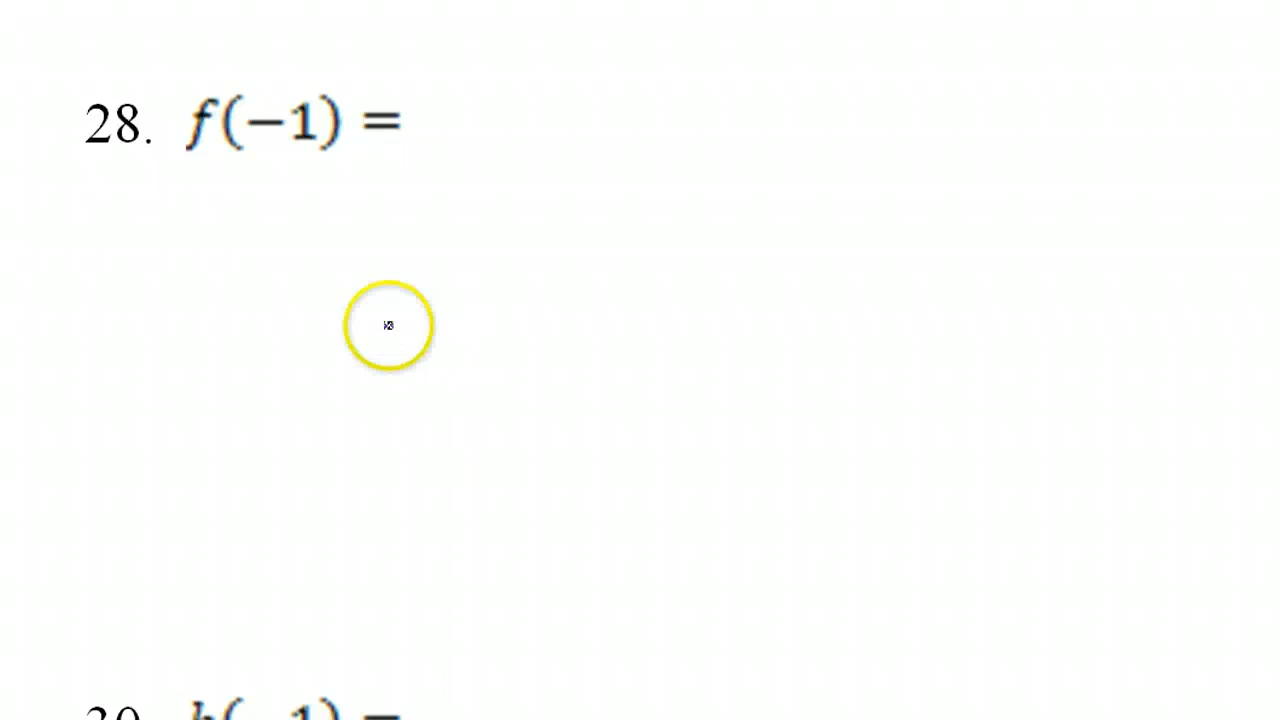 28. f(−1) =